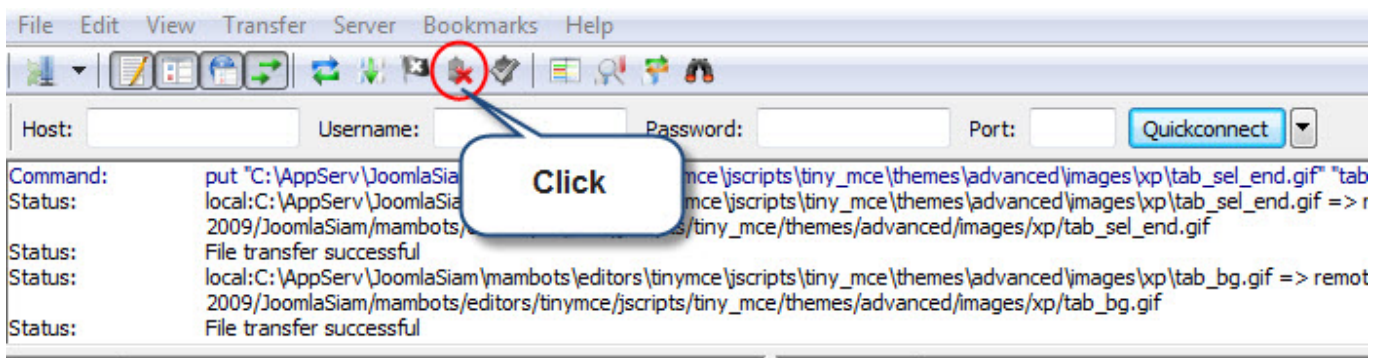 File Edit View Transfer Server Bookmarks Help
Host: Username: Password: Port: Quickconnect
Click
Command: put "C:\AppServ\JoomlaSia mce\jscripts\tiny_mce\themes\advanced\images\xp\tab_sel_end.gif" "tab
Status: local:C:\AppServ\JoomlaSia mce\jscripts\tiny_mce\themes\advanced\images\xp\tab_sel_end.gif => r
2009/JoomlaSiam/mambots/ s/tiny_mce/themes/advanced/images/xp/tab_sel_end.gif
Status: File transfer successful
Status: local:C:\AppServ\JoomlaSiam\mambots\editors\tinymce\jscripts\tiny_mce\themes\advanced\images\xp\tab_bg.gif => remot
2009/JoomlaSiam/mambots/editors/tinymce/jscripts/tiny_mce/themes/advanced/images/xp/tab_bg.gif
Status: File transfer successful